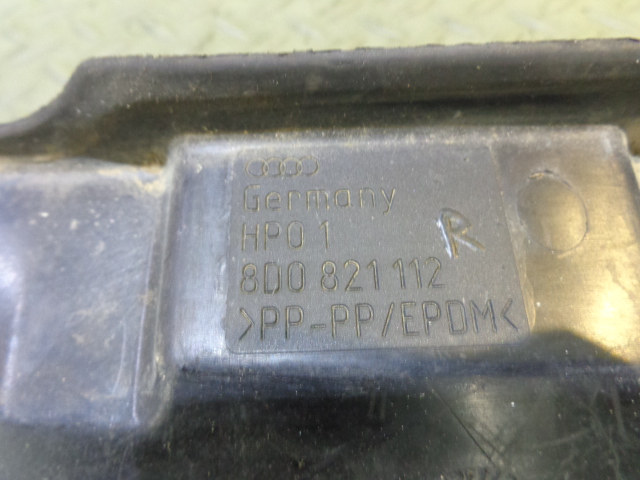 Germany
HP0 1 R
8D0 821 112
>PP-PP/EPDM<